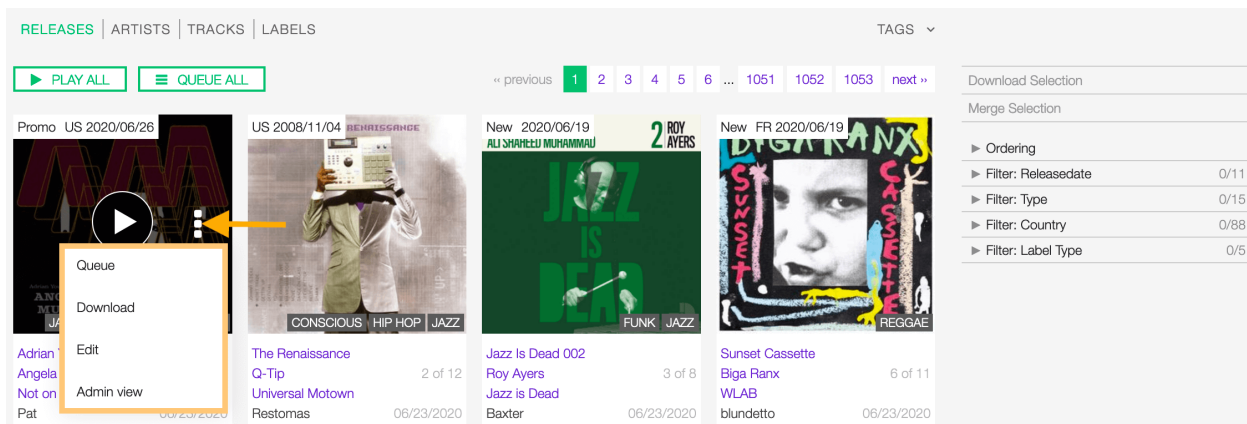 RELEASES ARTISTS TRACKS LABELS TAGS
PLAY ALL QUEUE ALL
‹‹ previous 1 2 3 4 5 6 ... 1051 1052 1053 next ››
Download Selection
Merge Selection
Ordering
Filter: Releasedate 0/11
Filter: Type 0/15
Filter: Country 0/88
Filter: Label Type 0/5
Promo US 2020/06/26
Queue
Download
Edit
Admin view
Adrian
Angela
Not on
Pat 06/23/2020
US 2008/11/04
RENAISSANCE
CONSCIOUS HIP HOP JAZZ
The Renaissance
Q-Tip 2 of 12
Universal Motown
Restomas 06/23/2020
New 2020/06/19
ALI SHAHEED MUHAMMAD
2 ROY
AYERS
JAZZ
IS
DEAD
FUNK JAZZ
Jazz Is Dead 002
Roy Ayers 3 of 8
Jazz is Dead
Baxter 06/23/2020
New FR 2020/06/19
BIGA RANX
SUNSET
CASSETTE
REGGAE
Sunset Cassette
Biga Ranx 6 of 11
WLAB
blundetto 06/23/2020